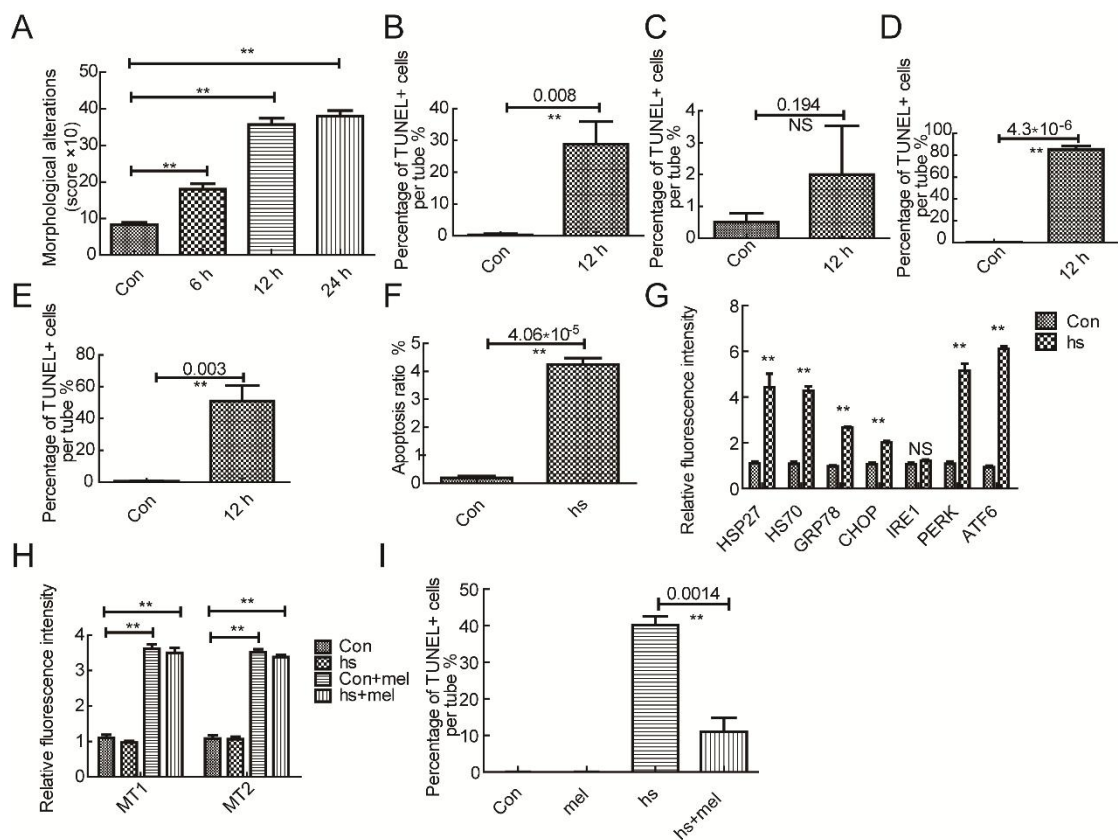 A
Morphological alterations
(score ×10)
50
40
30
20
10
0
**
**
**
Con
6 h
12 h
24 h
B
Percentage of TUNEL+ cells
per tube %
40
30
20
10
0
0.008
**
Con
12 h
C
Percentage of TUNEL+ cells
per tube %
4
3
2
1
0
0.194
NS
Con
12 h
D
Percentage of TUNEL+ cells
per tube %
100
80
60
40
20
0
4.3*10-6
**
Con
12 h
E
Percentage of TUNEL+ cells
per tube %
80
60
40
20
0
0.003
**
Con
12 h
F
Apoptosis ratio %
5
4
3
2
1
0
4.06*10-5
**
Con
hs
G
Relative fluorescence intensity
8
6
4
2
0
**
**
**
**
NS
**
**
HSP27
HS70
GRP78
CHOP
IRE1
PERK
ATF6
Con
hs
H
Relative fluorescence intensity
4
3
2
1
0
**
**
**
**
MT1
MT2
Con
hs
Con+mel
hs+mel
I
Percentage of TUNEL+ cells
per tube %
50
40
30
20
10
0
0.0014
**
Con
mel
hs
hs+mel